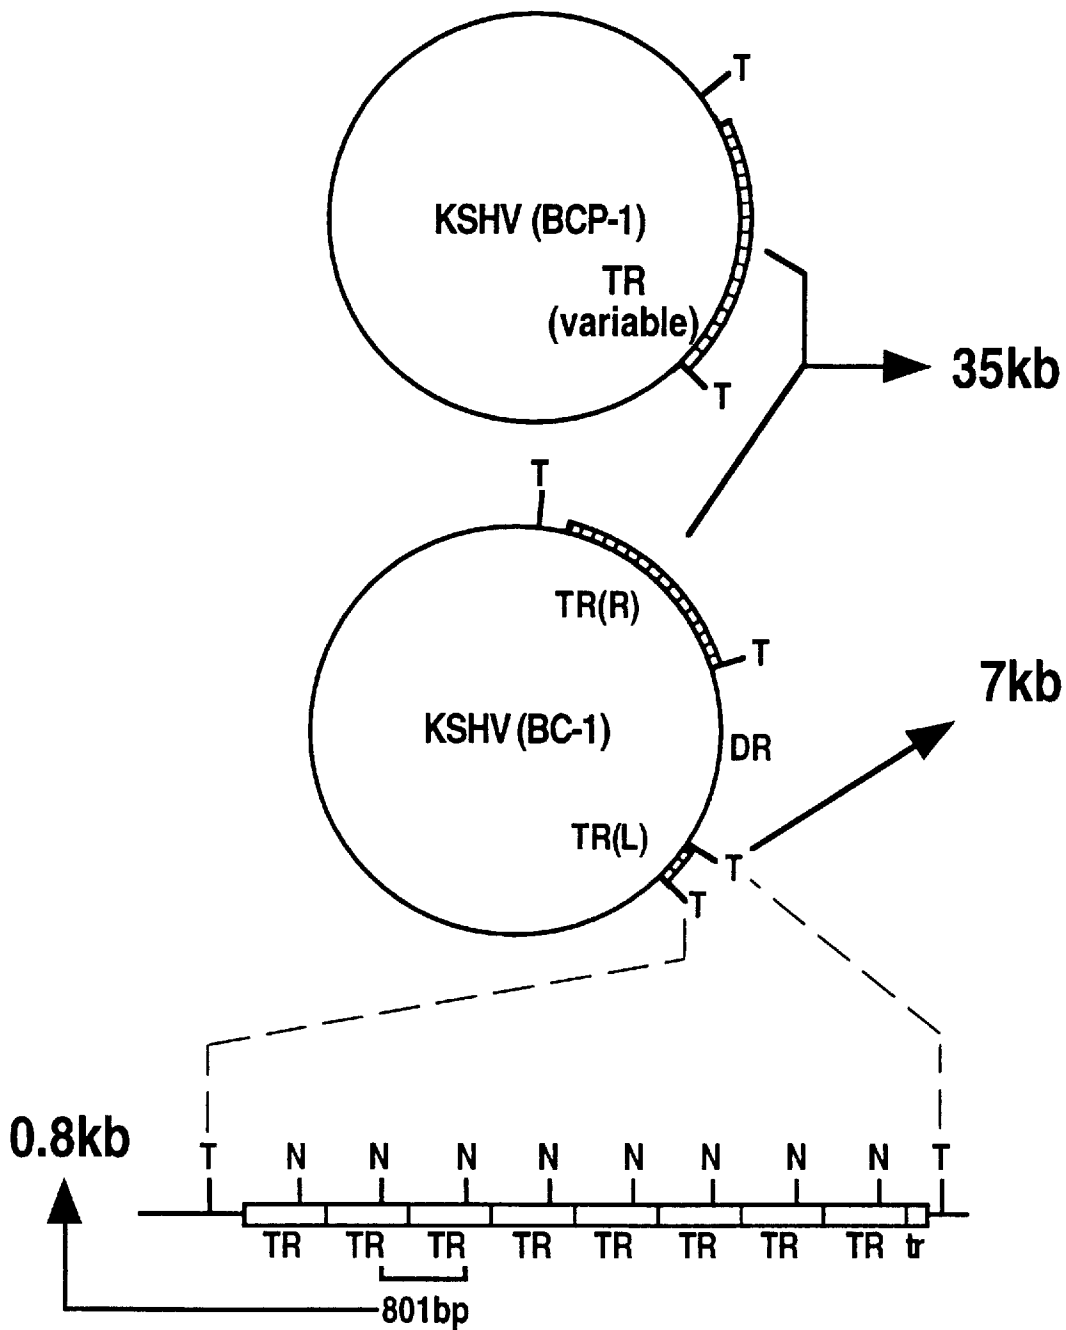 T
KSHV (BCP-1)
TR
(variable)
T
35kb
T
TR(R)
T
7kb
KSHV (BC-1)
DR
TR(L)
T
T
0.8kb
T N N N N N N N N T
TR TR TR TR TR TR TR TR tr
801bp